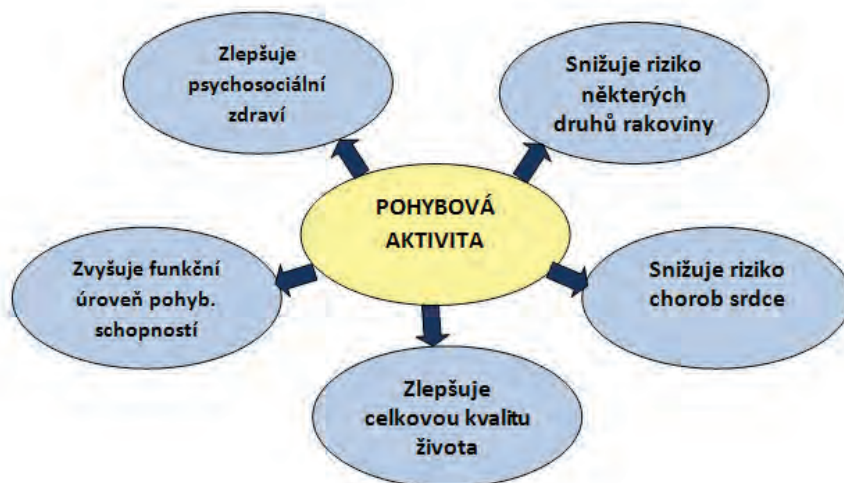 Zlepšuje
psychosociální
zdraví
Snižuje riziko
některých
druhů rakoviny
POHYBOVÁ
AKTIVITA
Zvyšuje funkční
úroveň pohyb.
schopností
Snižuje riziko
chorob srdce
Zlepšuje
celkovou kvalitu
života